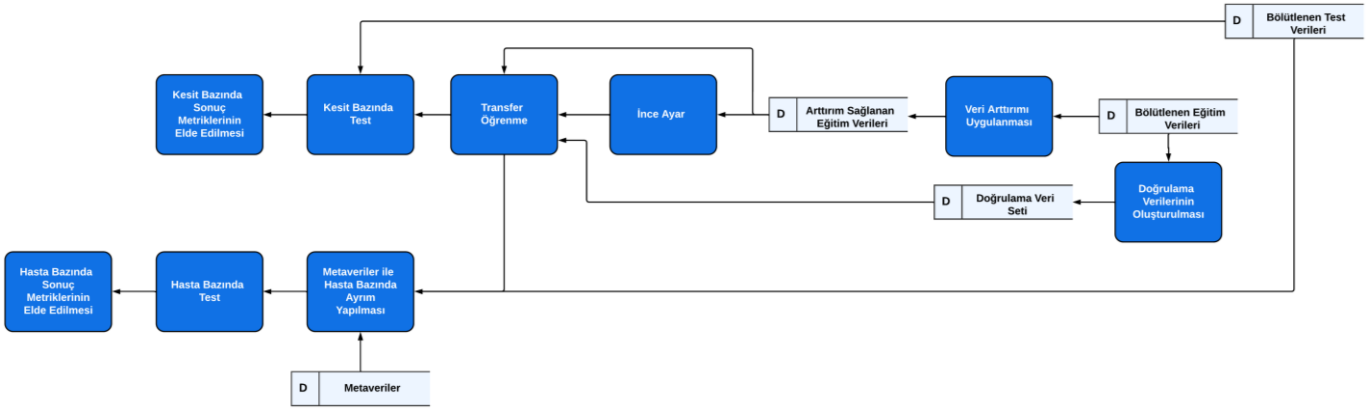 D
Bölütlenen Test
Verileri
Kesit Bazında
Sonuç
Metriklerinin
Elde Edilmesi
Kesit Bazında
Test
Transfer
Öğrenme
İnce Ayar
D
Arttırım Sağlanan
Eğitim Verileri
Veri Arttırımı
Uygulanması
D
Bölütlenen Eğitim
Verileri
D
Doğrulama Veri
Seti
Doğrulama
Verilerinin
Oluşturulması
Hasta Bazında
Sonuç
Metriklerinin
Elde Edilmesi
Hasta Bazında
Test
Metaveriler ile
Hasta Bazında
Ayrım
Yapılması
D
Metaveriler